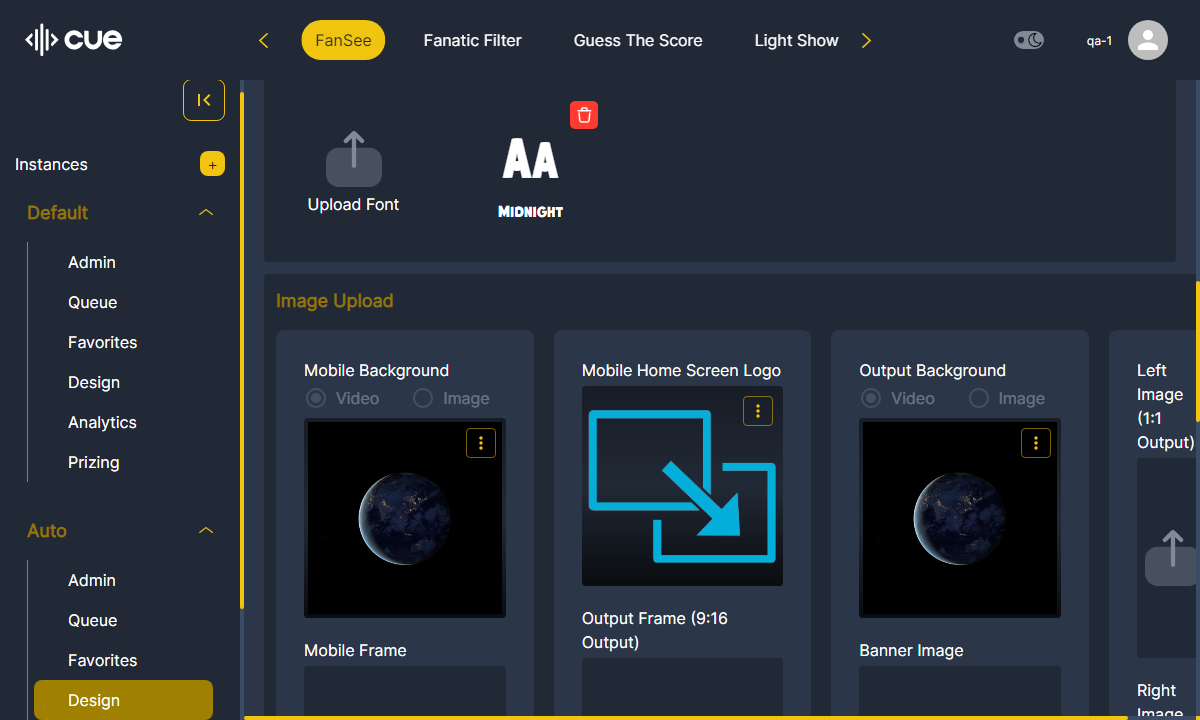 cue
FanSee
Fanatic Filter
Guess The Score
Light Show
qa-1
Instances
+
Default
Admin
Queue
Favorites
Design
Analytics
Prizing
Auto
Admin
Queue
Favorites
Design
Upload Font
AA
MIDNIGHT
Image Upload
Mobile Background
Video
Image
Mobile Frame
Mobile Home Screen Logo
Output Frame (9:16
Output)
Output Background
Video
Image
Banner Image
Left
Image
(1:1
Output)
Right
Image